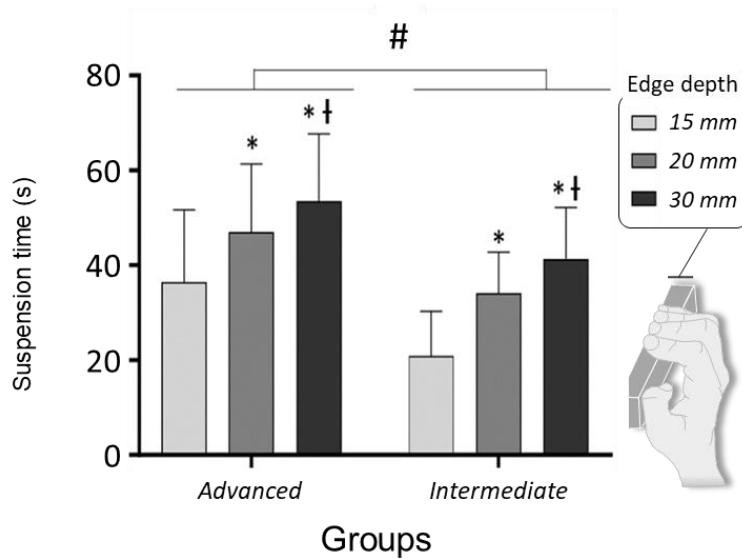 #
80
60
40
20
0
Suspension time (s)
*
* ⟊
*
* ⟊
Advanced
Intermediate
Groups
Edge depth
15 mm
20 mm
30 mm